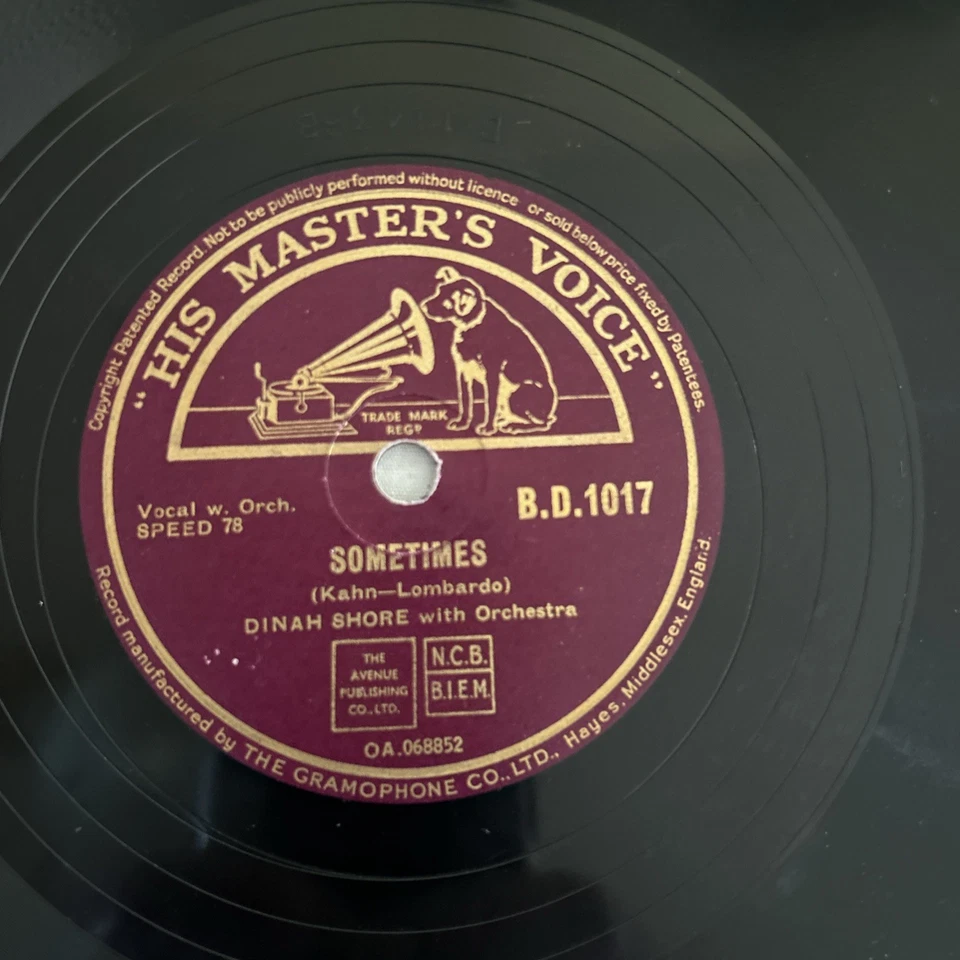 Copyright Patented Record. Not to be publicly performed without licence or sold below price fixed by Patentees.
"HIS MASTER'S VOICE"
TRADE MARK
REGD
Vocal w. Orch.
SPEED 78
B.D.1017
SOMETIMES
(Kahn—Lombardo)
DINAH SHORE with Orchestra
THE
AVENUE
PUBLISHING
CO., LTD.
N.C.B.
B.I.E.M.
OA.068852
Record manufactured by THE GRAMOPHONE CO., LTD., Hayes, Middlesex, England.